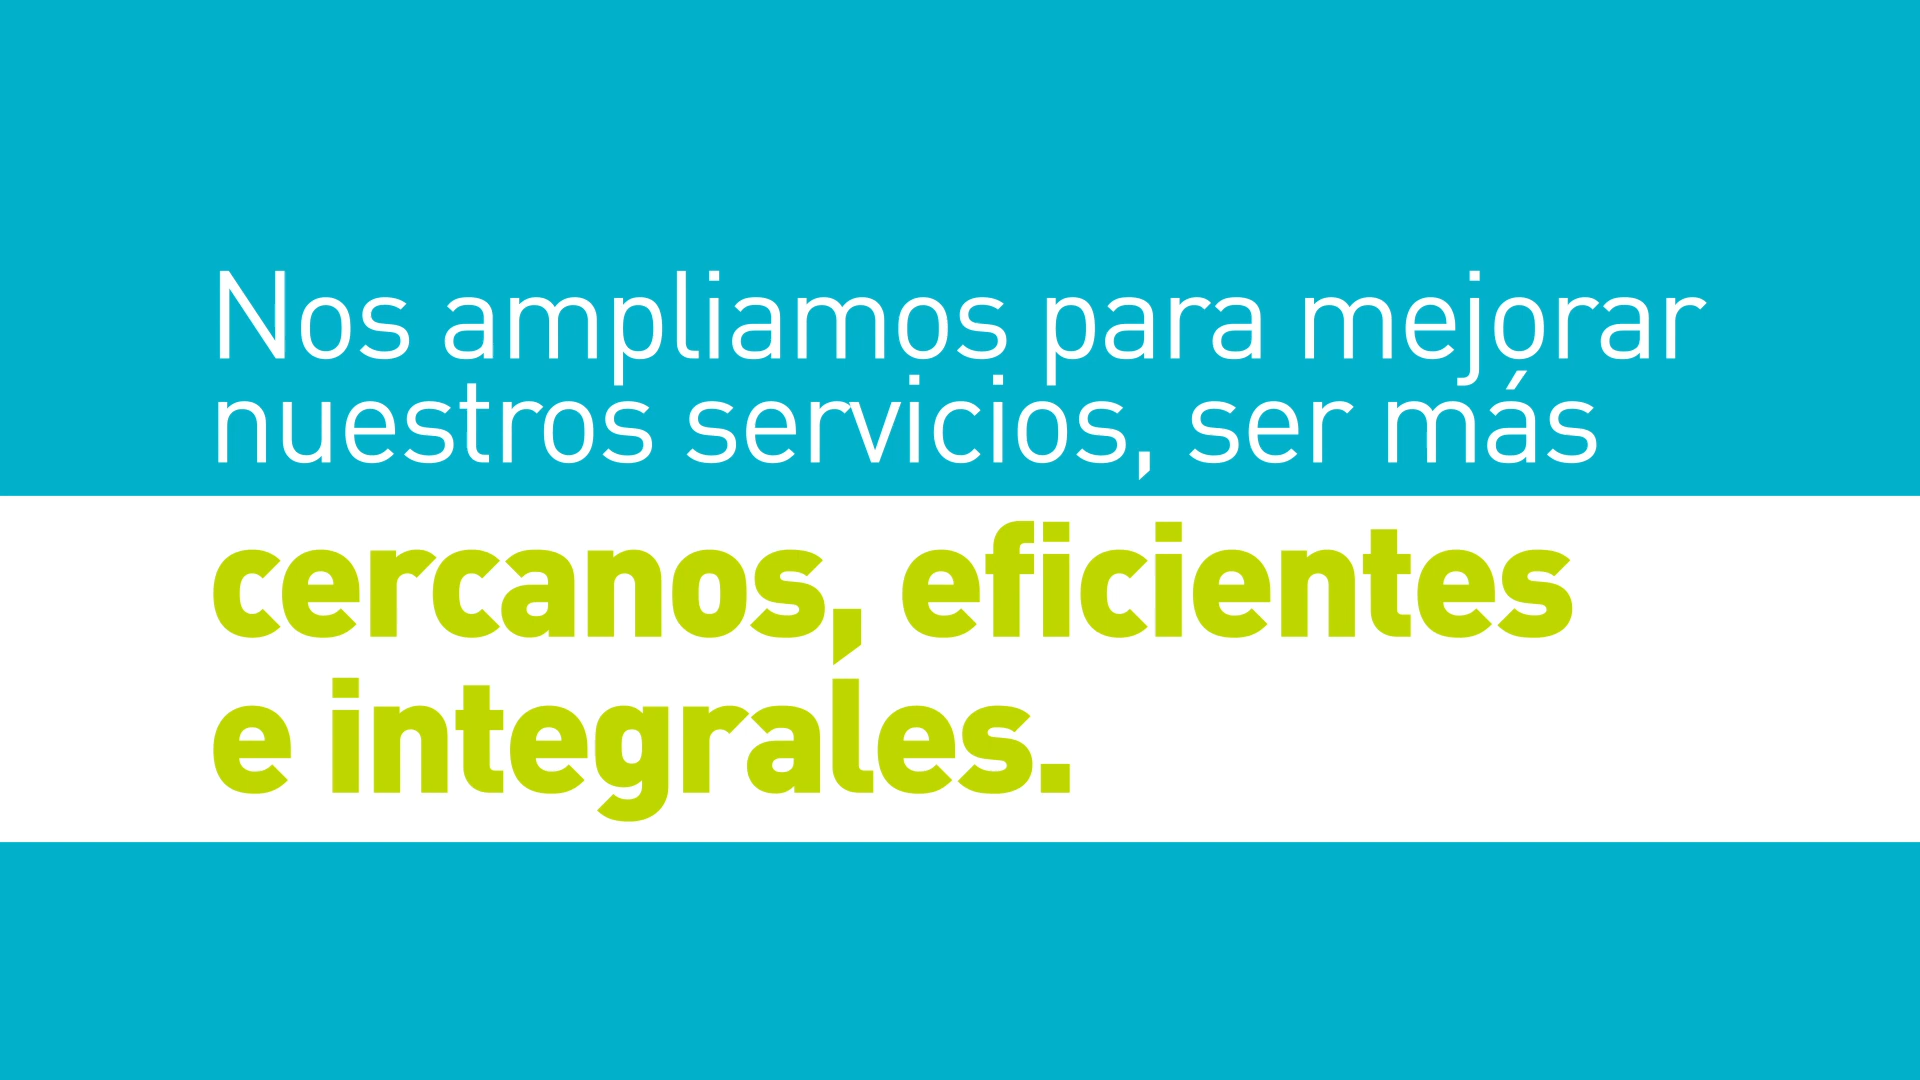 Nos ampliamos para mejorar
nuestros servicios, ser más
cercanos, eficientes
e integrales.